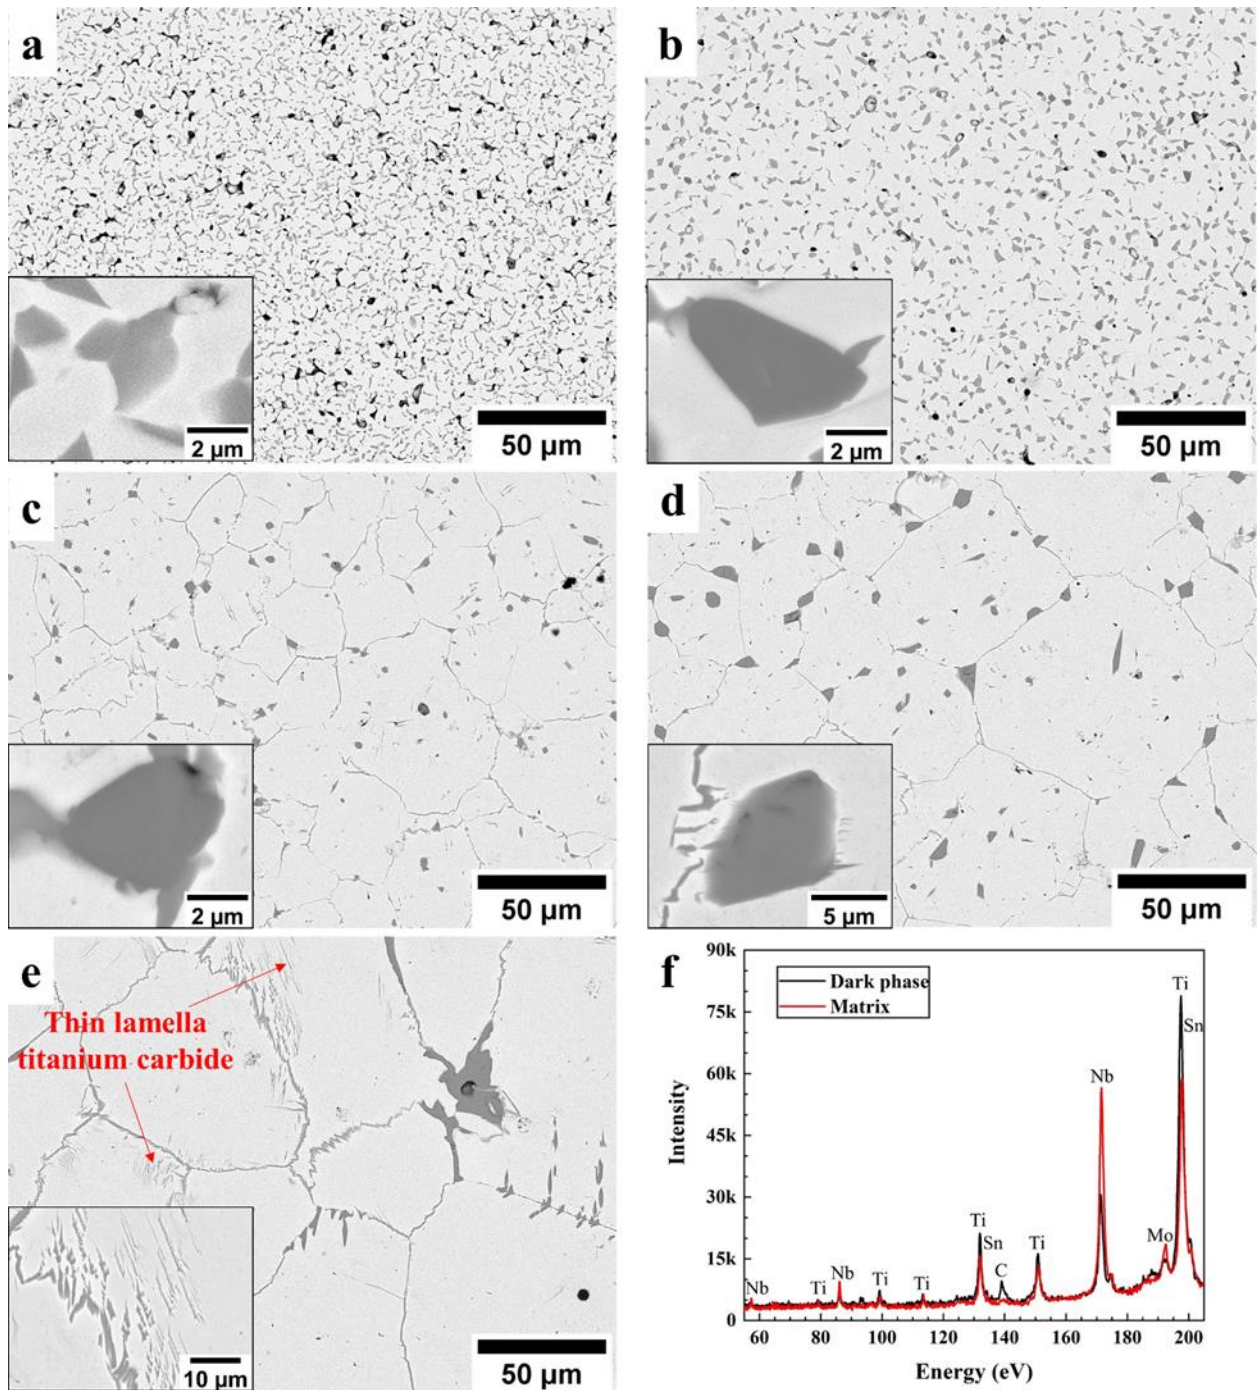 a
2 µm
50 µm
b
2 µm
50 µm
c
2 µm
50 µm
d
5 µm
50 µm
e
Thin lamella
titanium carbide
10 µm
50 µm
f
90k
75k
60k
45k
30k
15k
0
Intensity
Dark phase
Matrix
Nb
Ti
Nb
Ti
Ti
Ti
Sn
C
Ti
Nb
Mo
Ti
Sn
60 80 100 120 140 160 180 200
Energy (eV)